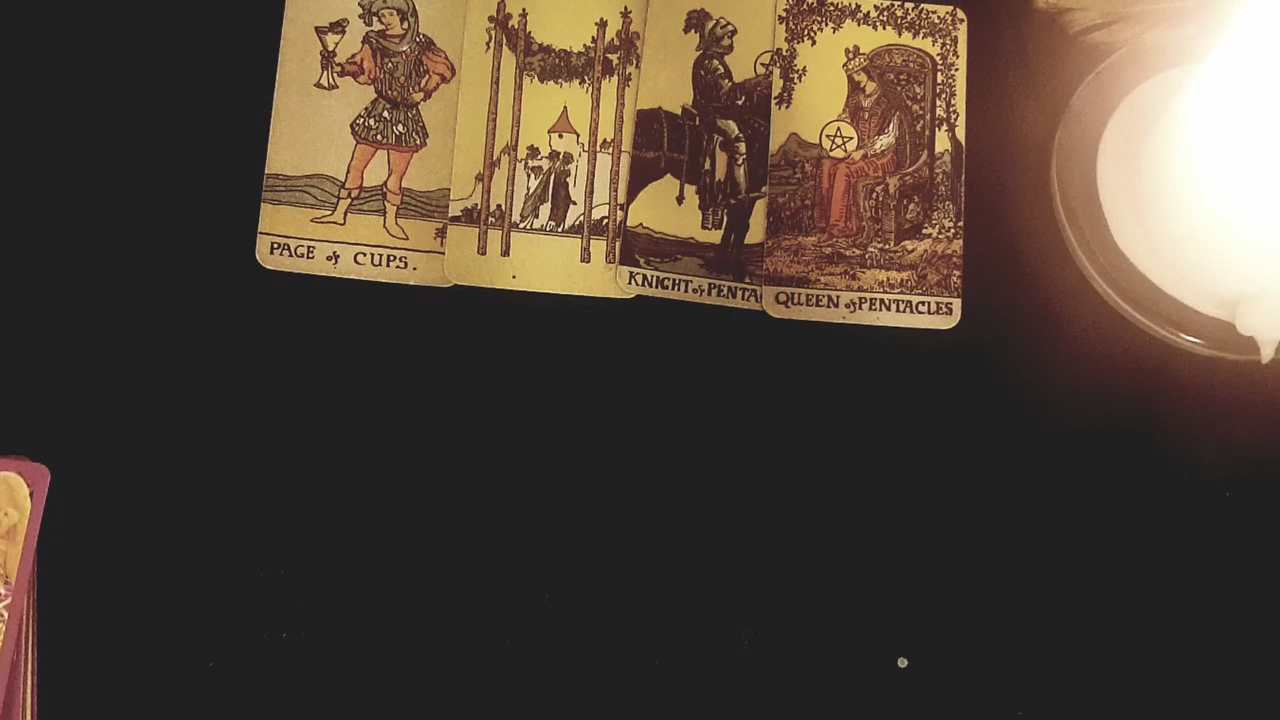 PAGE of CUPS.
KNIGHT of PENTA
QUEEN of PENTACLES